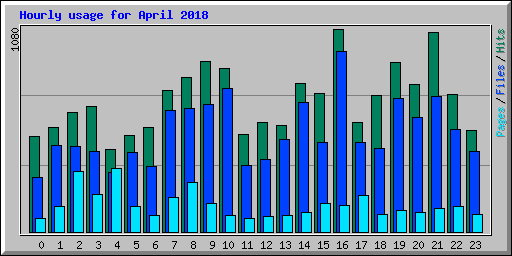 Hourly usage for April 2018
1080
Pages/Files/Hits
0 1 2 3 4 5 6 7 8 9 10 11 12 13 14 15 16 17 18 19 20 21 22 23